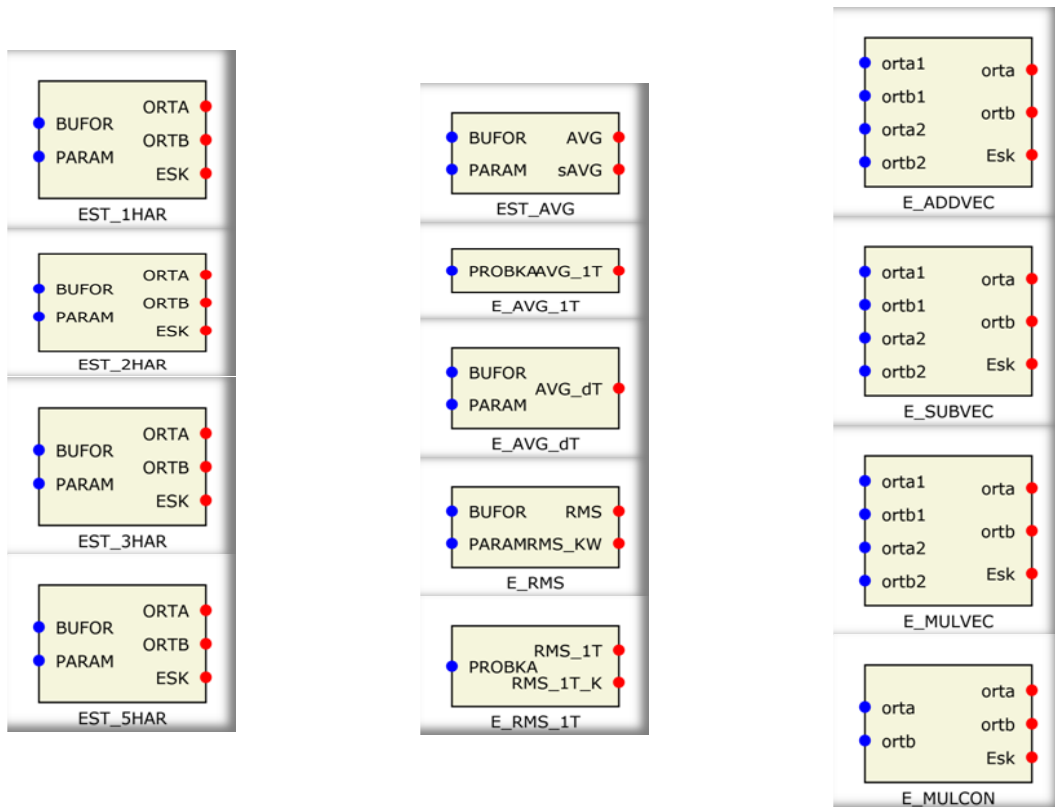 BUFOR ORTA
PARAM ORTB
ESK
EST_1HAR
BUFOR ORTA
PARAM ORTB
ESK
EST_2HAR
BUFOR ORTA
PARAM ORTB
ESK
EST_3HAR
BUFOR ORTA
PARAM ORTB
ESK
EST_5HAR
BUFOR AVG
PARAM sAVG
EST_AVG
PROBKA AVG_1T
E_AVG_1T
BUFOR
AVG_dT
PARAM
E_AVG_dT
BUFOR RMS
PARAM RMS_KW
E_RMS
RMS_1T
PROBKA
RMS_1T_K
E_RMS_1T
orta1 orta
ortb1
orta2 ortb
ortb2 Esk
E_ADDVEC
orta1 orta
ortb1
orta2 ortb
ortb2 Esk
E_SUBVEC
orta1 orta
ortb1
orta2 ortb
ortb2 Esk
E_MULVEC
orta orta
ortb ortb
Esk
E_MULCON